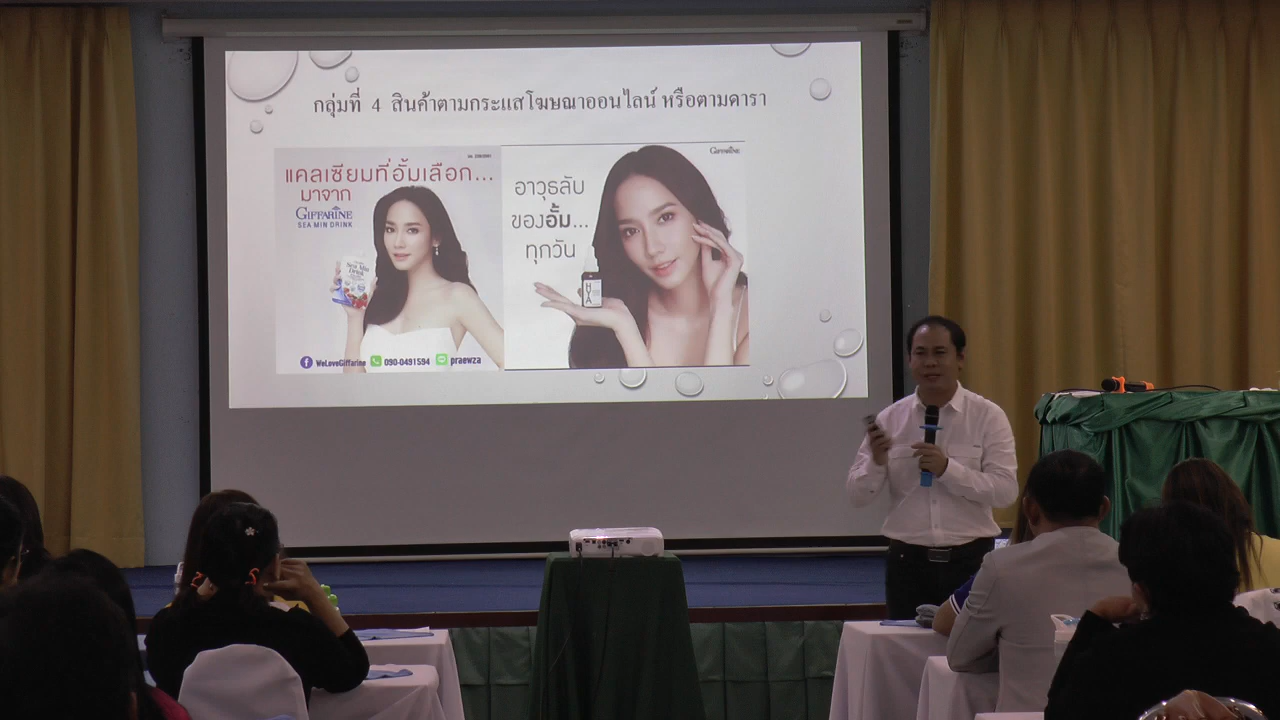 กลุ่มที่ 4 สินค้าตามกระแสโฆษณาออนไลน์ หรือตามดารา
แคลเซียมที่อั้มเลือก...
มาจาก
GIFFARINE
SEA MIN DRINK
WeLoveGiffarine 090-0491594 praewza
GIFFARINE
อาวุธลับ
ของอั้ม...
ทุกวัน
HYA